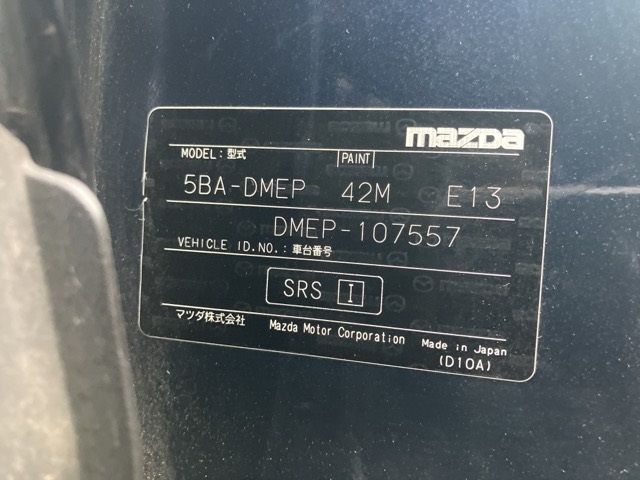 mazda
MODEL: 型式 PAINT
5BA-DMEP 42M E13
DMEP-107557
VEHICLE ID.NO.: 車台番号
SRS I
マツダ株式会社 Mazda Motor Corporation Made in Japan
(D10A)